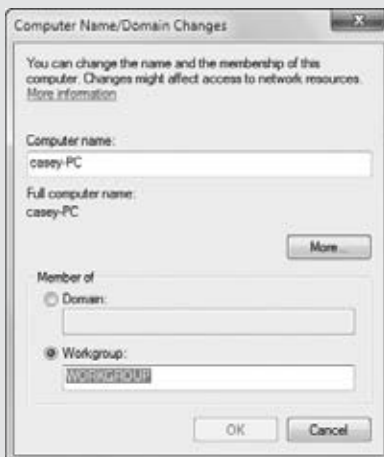 Computer Name/Domain Changes
You can change the name and the membership of this
computer. Changes might affect access to network resources.
More information
Computer name:
casey-PC
Full computer name:
casey-PC
More...
Member of
Domain:
Workgroup:
WORKGROUP
OK
Cancel